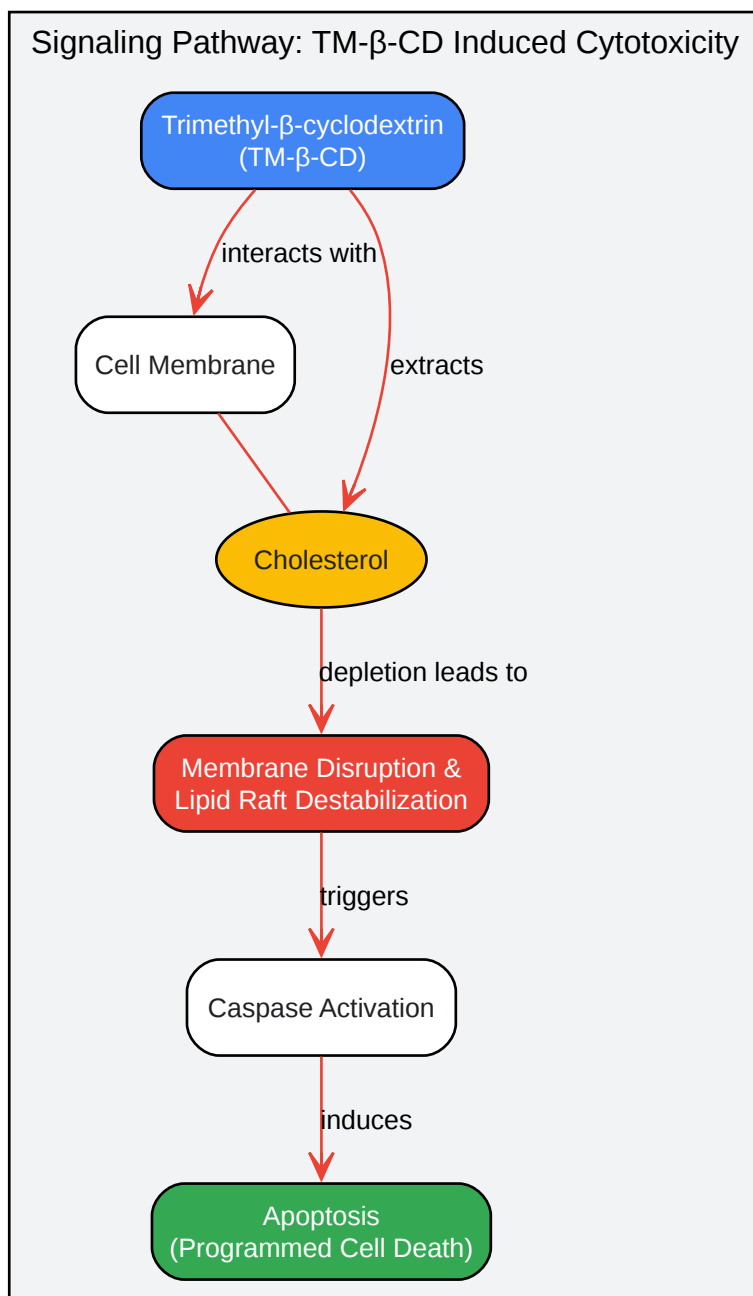 Signaling Pathway: TM-β-CD Induced Cytotoxicity
Trimethyl-β-cyclodextrin
(TM-β-CD)
interacts with
Cell Membrane
extracts
Cholesterol
depletion leads to
Membrane Disruption &
Lipid Raft Destabilization
triggers
Caspase Activation
induces
Apoptosis
(Programmed Cell Death)